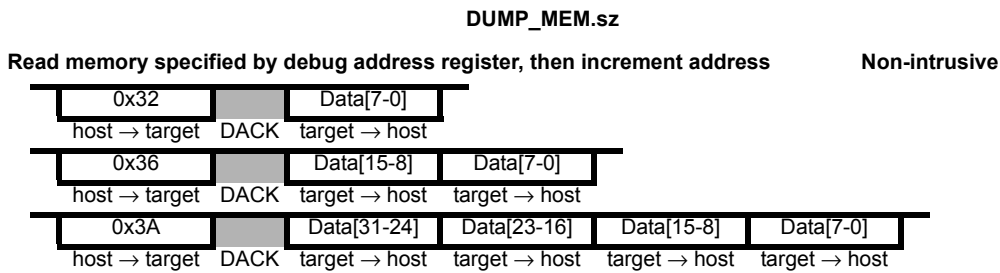 DUMP_MEM.sz
Read memory specified by debug address register, then increment address Non-intrusive
0x32 Data[7-0]
host → target DACK target → host
0x36 Data[15-8] Data[7-0]
host → target DACK target → host target → host
0x3A Data[31-24] Data[23-16] Data[15-8] Data[7-0]
host → target DACK target → host target → host target → host target → host